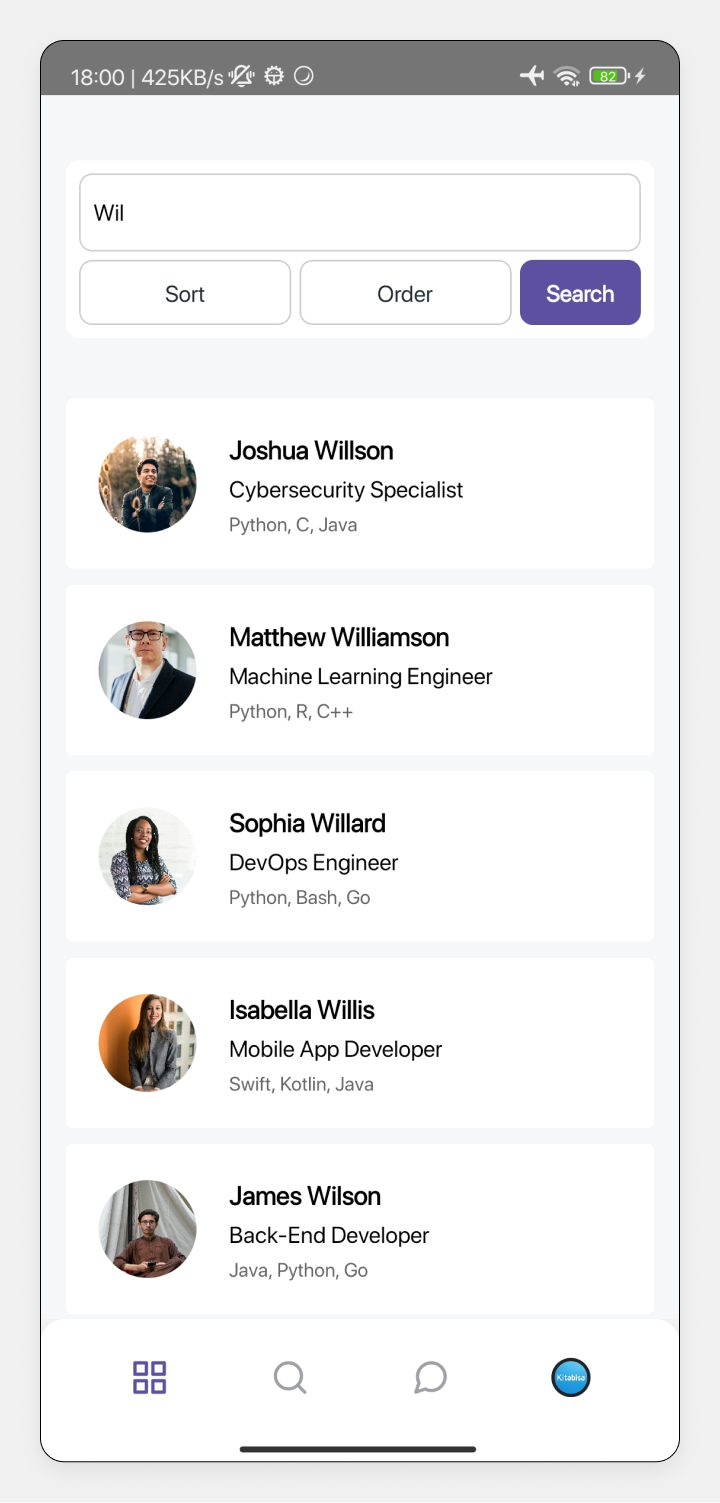 18:00 | 425KB/s
82
Wil
Sort
Order
Search
Joshua Willson
Cybersecurity Specialist
Python, C, Java
Matthew Williamson
Machine Learning Engineer
Python, R, C++
Sophia Willard
DevOps Engineer
Python, Bash, Go
Isabella Willis
Mobile App Developer
Swift, Kotlin, Java
James Wilson
Back-End Developer
Java, Python, Go
Kitabisa